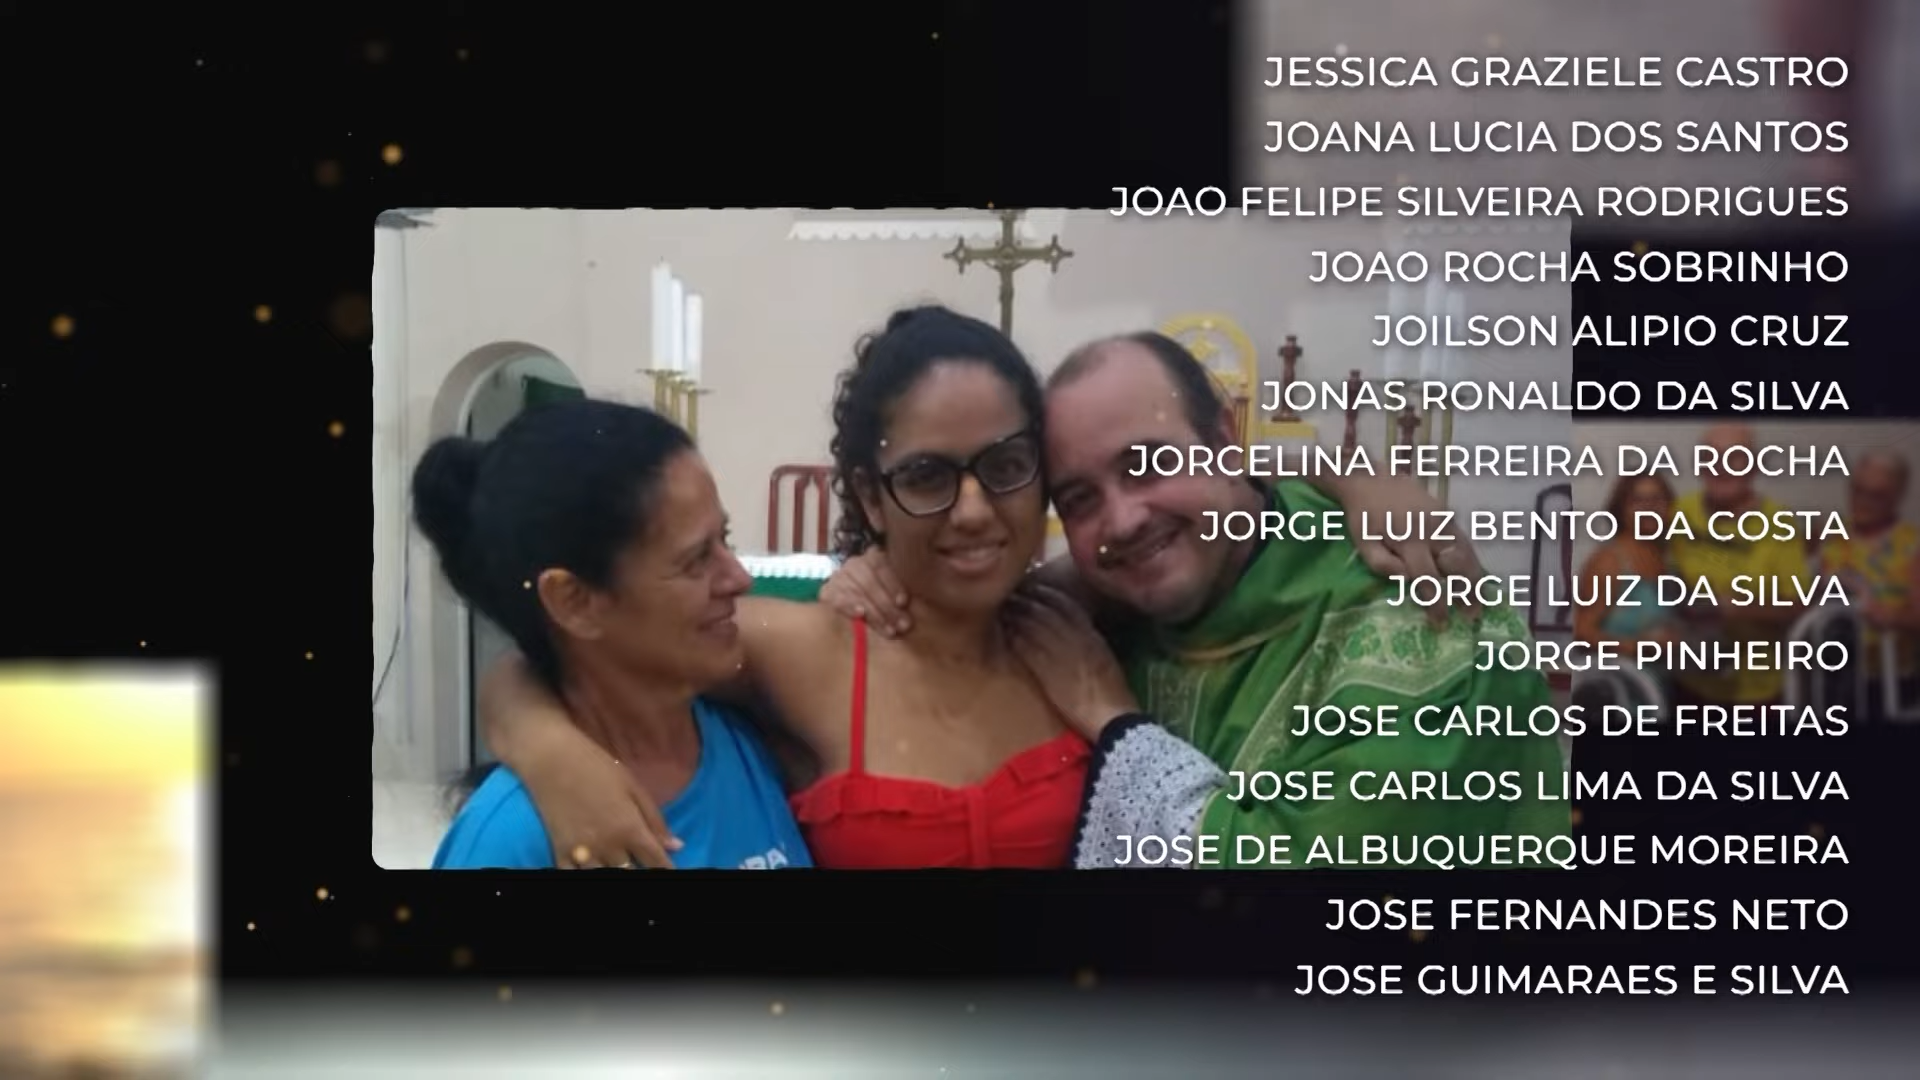 JESSICA GRAZIELE CASTRO
JOANA LUCIA DOS SANTOS
JOAO FELIPE SILVEIRA RODRIGUES
JOAO ROCHA SOBRINHO
JOILSON ALIPIO CRUZ
JONAS RONALDO DA SILVA
JORCELINA FERREIRA DA ROCHA
JORGE LUIZ BENTO DA COSTA
JORGE LUIZ DA SILVA
JORGE PINHEIRO
JOSE CARLOS DE FREITAS
JOSE CARLOS LIMA DA SILVA
JOSE DE ALBUQUERQUE MOREIRA
JOSE FERNANDES NETO
JOSE GUIMARAES E SILVA